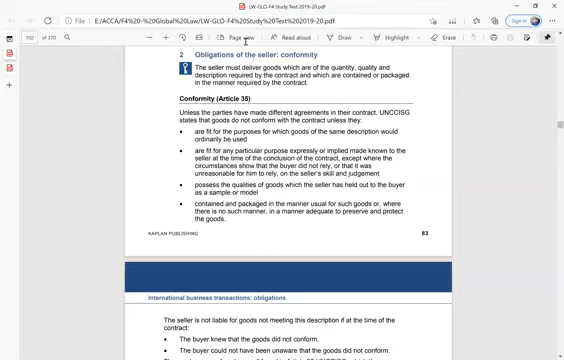 LW-GLO-F4 Study Text 2019-20.pdf
File
E:/ACCA/F4%20-%20Global%20Law/LW-GLO-F4%20Study%20Text%202019-20.pdf
Sign in
102 of 370
Page view
Read aloud
Draw
Highlight
Erase
2 Obligations of the seller: conformity
The seller must deliver goods which are of the quantity, quality and
description required by the contract and which are contained or packaged
in the manner required by the contract.
Conformity (Article 35)
Unless the parties have made different agreements in their contract, UNCCISG
states that goods do not conform with the contract unless they:
• are fit for the purposes for which goods of the same description would
ordinarily be used
• are fit for any particular purpose expressly or implied made known to the
seller at the time of the conclusion of the contract, except where the
circumstances show that the buyer did not rely, or that it was
unreasonable for him to rely, on the seller's skill and judgement
• possess the qualities of goods which the seller has held out to the buyer
as a sample or model
• contained and packaged in the manner usual for such goods or, where
there is no such manner, in a manner adequate to preserve and protect
the goods.
KAPLAN PUBLISHING 83
International business transactions: obligations
The seller is not liable for goods not meeting this description if at the time of the
contract:
• The buyer knew that the goods did not conform.
• The buyer could not have been unaware that the goods did not conform.